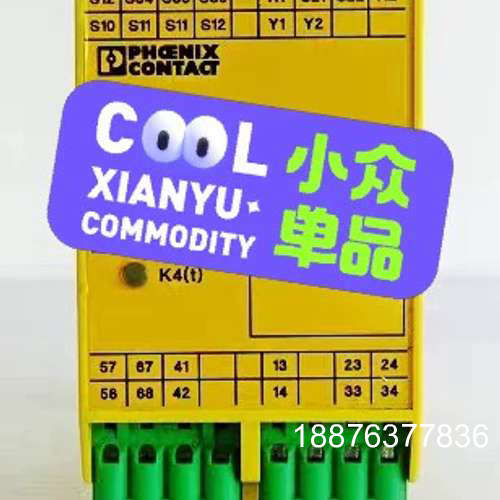 S10 S11 S11 S12 Y1 Y2
PHŒNIX
CONTACT
COOL
XIANYU
COMMODITY
小众
单品
K4(t)
57 67 41 13 23 24
58 68 42 14 33 34
18876377836